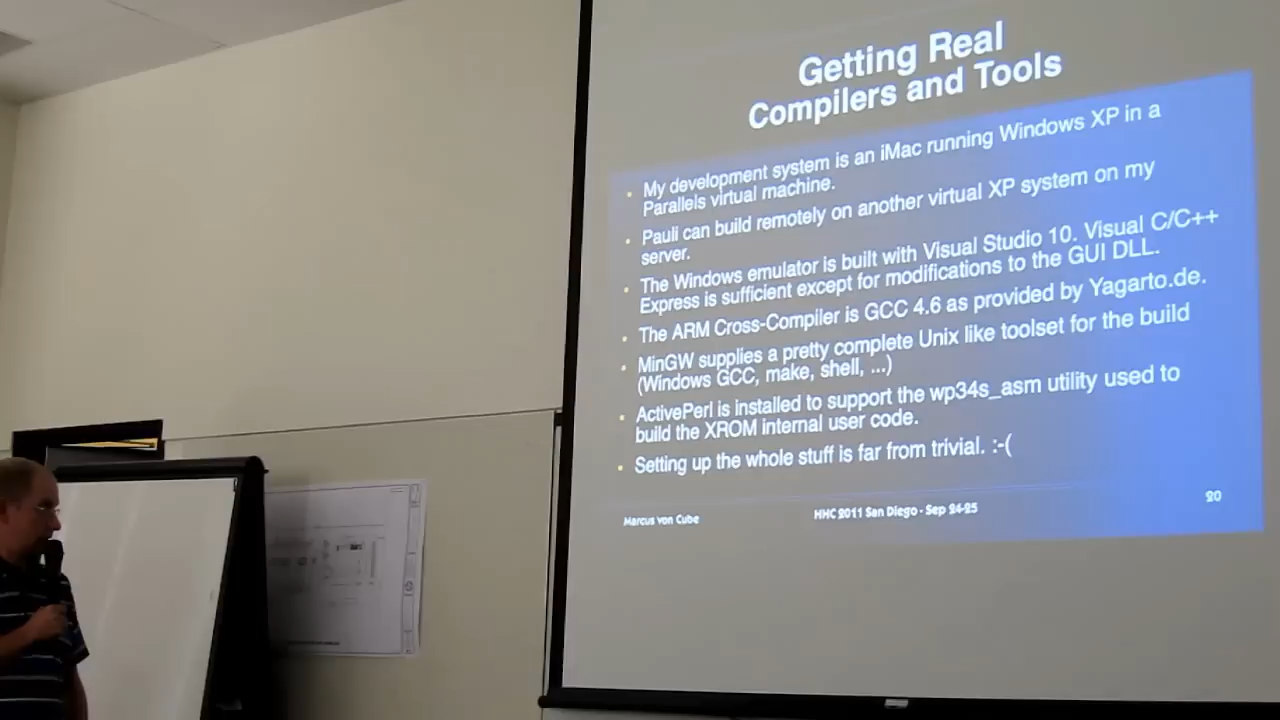 Getting Real
Compilers and Tools
My development system is an iMac running Windows XP in a
Parallels virtual machine.
Pauli can build remotely on another virtual XP system on my
server.
The Windows emulator is built with Visual Studio 10. Visual C/C++
Express is sufficient except for modifications to the GUI DLL.
The ARM Cross-Compiler is GCC 4.6 as provided by Yagarto.de.
MinGW supplies a pretty complete Unix like toolset for the build
(Windows GCC, make, shell, ...)
ActivePerl is installed to support the wp34s_asm utility used to
build the XROM internal user code.
Setting up the whole stuff is far from trivial. :-(
Marcus von Cube
HHC 2011 San Diego - Sep 24-25
20